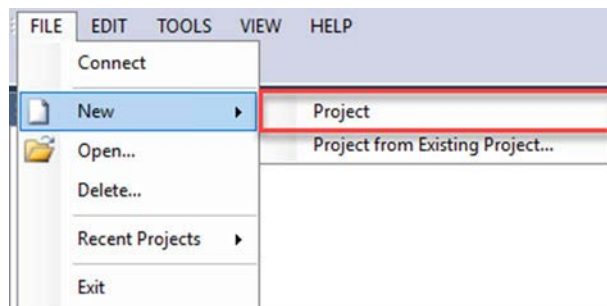 FILE EDIT TOOLS VIEW HELP
Connect
New Project
Open... Project from Existing Project...
Delete...
Recent Projects
Exit